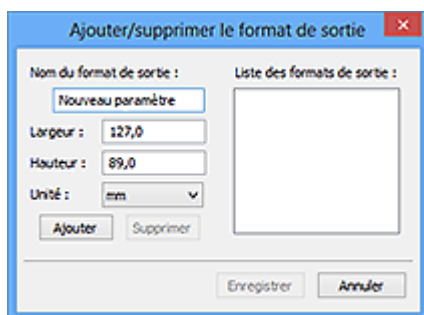 Ajouter/supprimer le format de sortie
Nom du format de sortie :
Nouveau paramètre
Largeur : 127,0
Hauteur : 89,0
Unité : mm
Ajouter Supprimer
Liste des formats de sortie :
Enregistrer Annuler